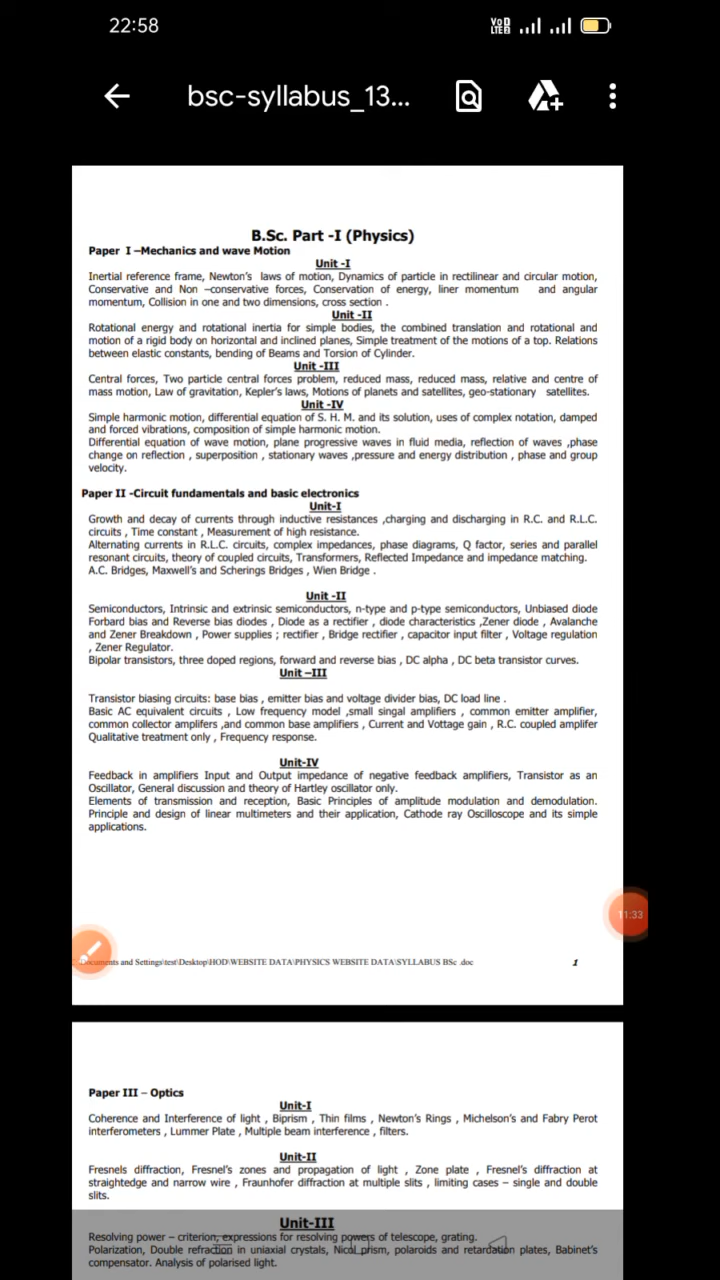 22:58
VoD LTE2
bsc-syllabus_13...
B.Sc. Part -I (Physics)
Paper I –Mechanics and wave Motion
Unit -I
Inertial reference frame, Newton's laws of motion, Dynamics of particle in rectilinear and circular motion,
Conservative and Non –conservative forces, Conservation of energy, liner momentum and angular
momentum, Collision in one and two dimensions, cross section .
Unit -II
Rotational energy and rotational inertia for simple bodies, the combined translation and rotational and
motion of a rigid body on horizontal and inclined planes, Simple treatment of the motions of a top. Relations
between elastic constants, bending of Beams and Torsion of Cylinder.
Unit -III
Central forces, Two particle central forces problem, reduced mass, reduced mass, relative and centre of
mass motion, Law of gravitation, Kepler's laws, Motions of planets and satellites, geo-stationary satellites.
Unit -IV
Simple harmonic motion, differential equation of S. H. M. and its solution, uses of complex notation, damped
and forced vibrations, composition of simple harmonic motion.
Differential equation of wave motion, plane progressive waves in fluid media, reflection of waves ,phase
change on reflection , superposition , stationary waves ,pressure and energy distribution , phase and group
velocity.
Paper II -Circuit fundamentals and basic electronics
Unit-I
Growth and decay of currents through inductive resistances ,charging and discharging in R.C. and R.L.C.
circuits , Time constant , Measurement of high resistance.
Alternating currents in R.L.C. circuits, complex impedances, phase diagrams, Q factor, series and parallel
resonant circuits, theory of coupled circuits, Transformers, Reflected Impedance and impedance matching.
A.C. Bridges, Maxwell's and Scherings Bridges , Wien Bridge .
Unit -II
Semiconductors, Intrinsic and extrinsic semiconductors, n-type and p-type semiconductors, Unbiased diode
Forbard bias and Reverse bias diodes , Diode as a rectifier , diode characteristics ,Zener diode , Avalanche
and Zener Breakdown , Power supplies ; rectifier , Bridge rectifier , capacitor input filter , Voltage regulation
, Zener Regulator.
Bipolar transistors, three doped regions, forward and reverse bias , DC alpha , DC beta transistor curves.
Unit –III
Transistor biasing circuits: base bias , emitter bias and voltage divider bias, DC load line .
Basic AC equivalent circuits , Low frequency model ,small singal amplifiers , common emitter amplifier,
common collector amplifers ,and common base amplifiers , Current and Vottage gain , R.C. coupled amplifer
Qualitative treatment only , Frequency response.
Unit-IV
Feedback in amplifiers Input and Output impedance of negative feedback amplifiers, Transistor as an
Oscillator, General discussion and theory of Hartley oscillator only.
Elements of transmission and reception, Basic Principles of amplitude modulation and demodulation.
Principle and design of linear multimeters and their application, Cathode ray Oscilloscope and its simple
applications.
11:33
and Settings\test\Desktop\HOD\WEBSITE DATA\PHYSICS WEBSITE DATA\SYLLABUS BSc .doc 1
Paper III – Optics
Unit-I
Coherence and Interference of light , Biprism , Thin films , Newton's Rings , Michelson's and Fabry Perot
interferometers , Lummer Plate , Multiple beam interference , filters.
Unit-II
Fresnels diffraction, Fresnel's zones and propagation of light , Zone plate , Fresnel's diffraction at
straightedge and narrow wire , Fraunhofer diffraction at multiple slits , limiting cases – single and double
slits.
Unit-III
Resolving power – criterion, expressions for resolving powers of telescope, grating.
Polarization, Double refraction in uniaxial crystals, Nicol prism, polaroids and retardation plates, Babinet's
compensator. Analysis of polarised light.